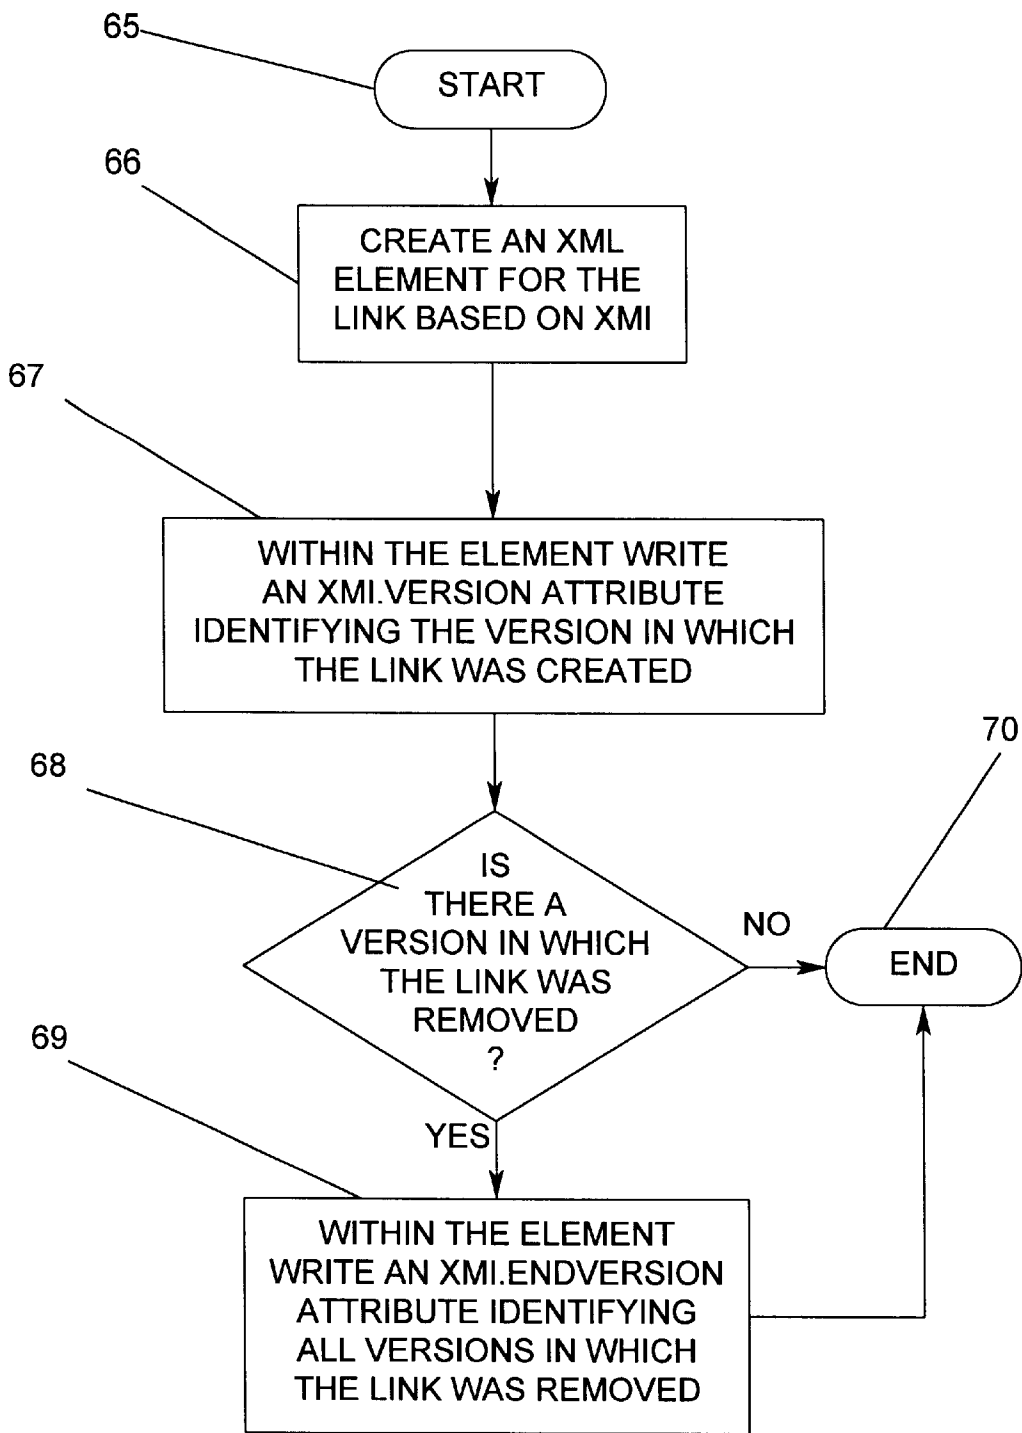 65
START
66
CREATE AN XML
ELEMENT FOR THE
LINK BASED ON XMI
67
WITHIN THE ELEMENT WRITE
AN XMI.VERSION ATTRIBUTE
IDENTIFYING THE VERSION IN WHICH
THE LINK WAS CREATED
68
IS
THERE A
VERSION IN WHICH
THE LINK WAS
REMOVED
?
NO
70
END
YES
69
WITHIN THE ELEMENT
WRITE AN XMI.ENDVERSION
ATTRIBUTE IDENTIFYING
ALL VERSIONS IN WHICH
THE LINK WAS REMOVED